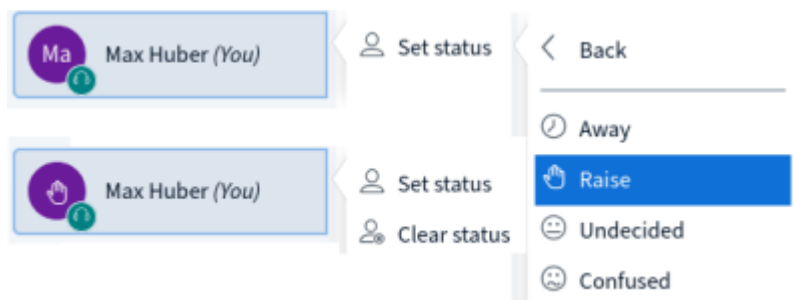 Ma Max Huber (You)
Set status
Max Huber (You)
Set status
Clear status
Back
Away
Raise
Undecided
Confused